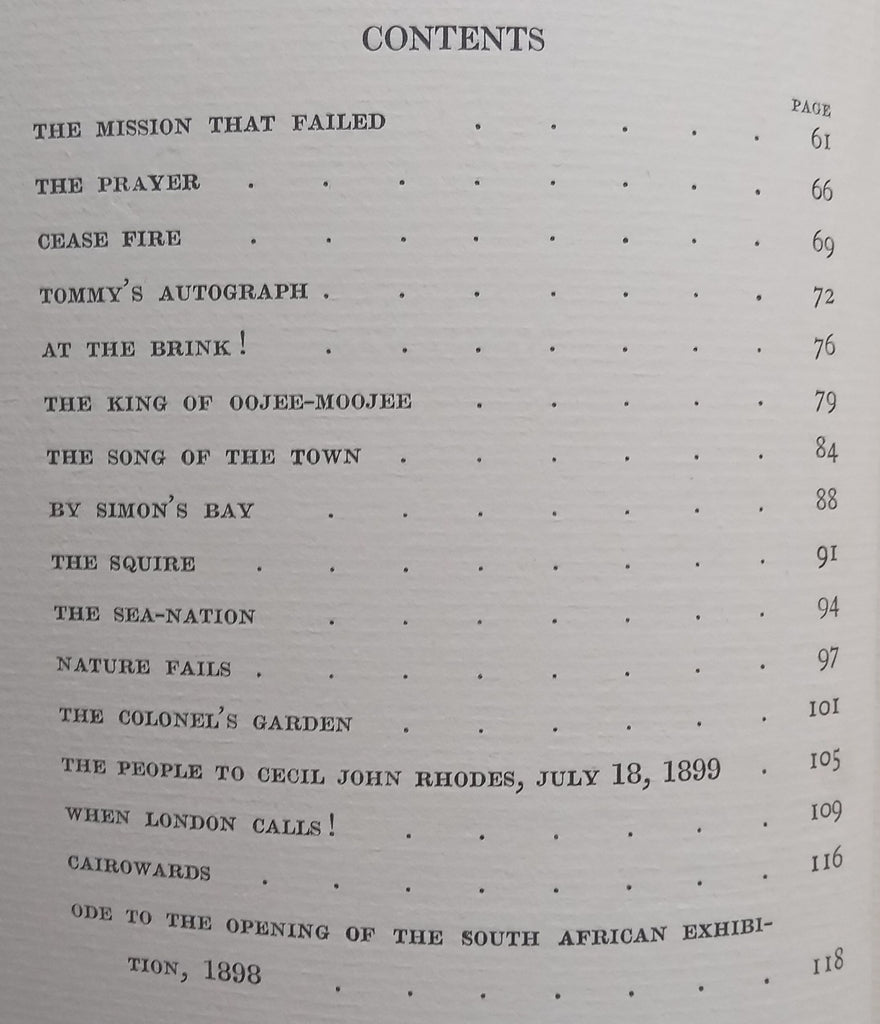 CONTENTS
PAGE
THE MISSION THAT FAILED . . . . . 61
THE PRAYER . . . . . . . . 66
CEASE FIRE . . . . . . . . 69
TOMMY'S AUTOGRAPH . . . . . . . 72
AT THE BRINK! . . . . . . . 76
THE KING OF OOJEE-MOOJEE . . . . . 79
THE SONG OF THE TOWN . . . . . . 84
BY SIMON'S BAY . . . . . . . 88
THE SQUIRE . . . . . . . . 91
THE SEA-NATION . . . . . . . 94
NATURE FAILS . . . . . . . . 97
THE COLONEL'S GARDEN . . . . . . 101
THE PEOPLE TO CECIL JOHN RHODES, JULY 18, 1899 . 105
WHEN LONDON CALLS! . . . . . . 109
CAIROWARDS . . . . . . . . 116
ODE TO THE OPENING OF THE SOUTH AFRICAN EXHIBI-
TION, 1898 . . . . . . . 118